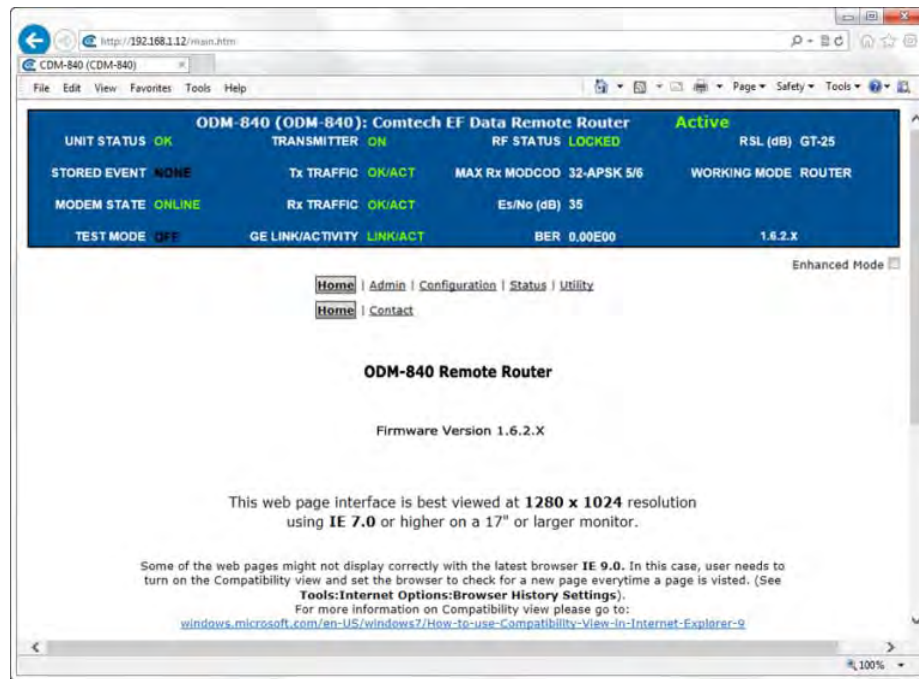 http://192.168.1.12/main.htm
CDM-840 (CDM-840)
File Edit View Favorites Tools Help
Page Safety Tools
ODM-840 (ODM-840): Comtech EF Data Remote Router Active
UNIT STATUS OK TRANSMITTER ON RF STATUS LOCKED RSL (dB) GT-25
STORED EVENT NONE Tx TRAFFIC OK/ACT MAX Rx MODCOD 32-APSK 5/6 WORKING MODE ROUTER
MODEM STATE ONLINE Rx TRAFFIC OK/ACT Es/No (dB) 35
TEST MODE OFF GE LINK/ACTIVITY LINK/ACT BER 0.00E00 1.6.2.X
Enhanced Mode
Home | Admin | Configuration | Status | Utility
Home | Contact
ODM-840 Remote Router
Firmware Version 1.6.2.X
This web page interface is best viewed at 1280 x 1024 resolution
using IE 7.0 or higher on a 17" or larger monitor.
Some of the web pages might not display correctly with the latest browser IE 9.0. In this case, user needs to
turn on the Compatibility view and set the browser to check for a new page everytime a page is visted. (See
Tools:Internet Options:Browser History Settings).
For more information on Compatibility view please go to:
windows.microsoft.com/en-US/windows7/How-to-use-Compatibility-View-in-Internet-Explorer-9
100%